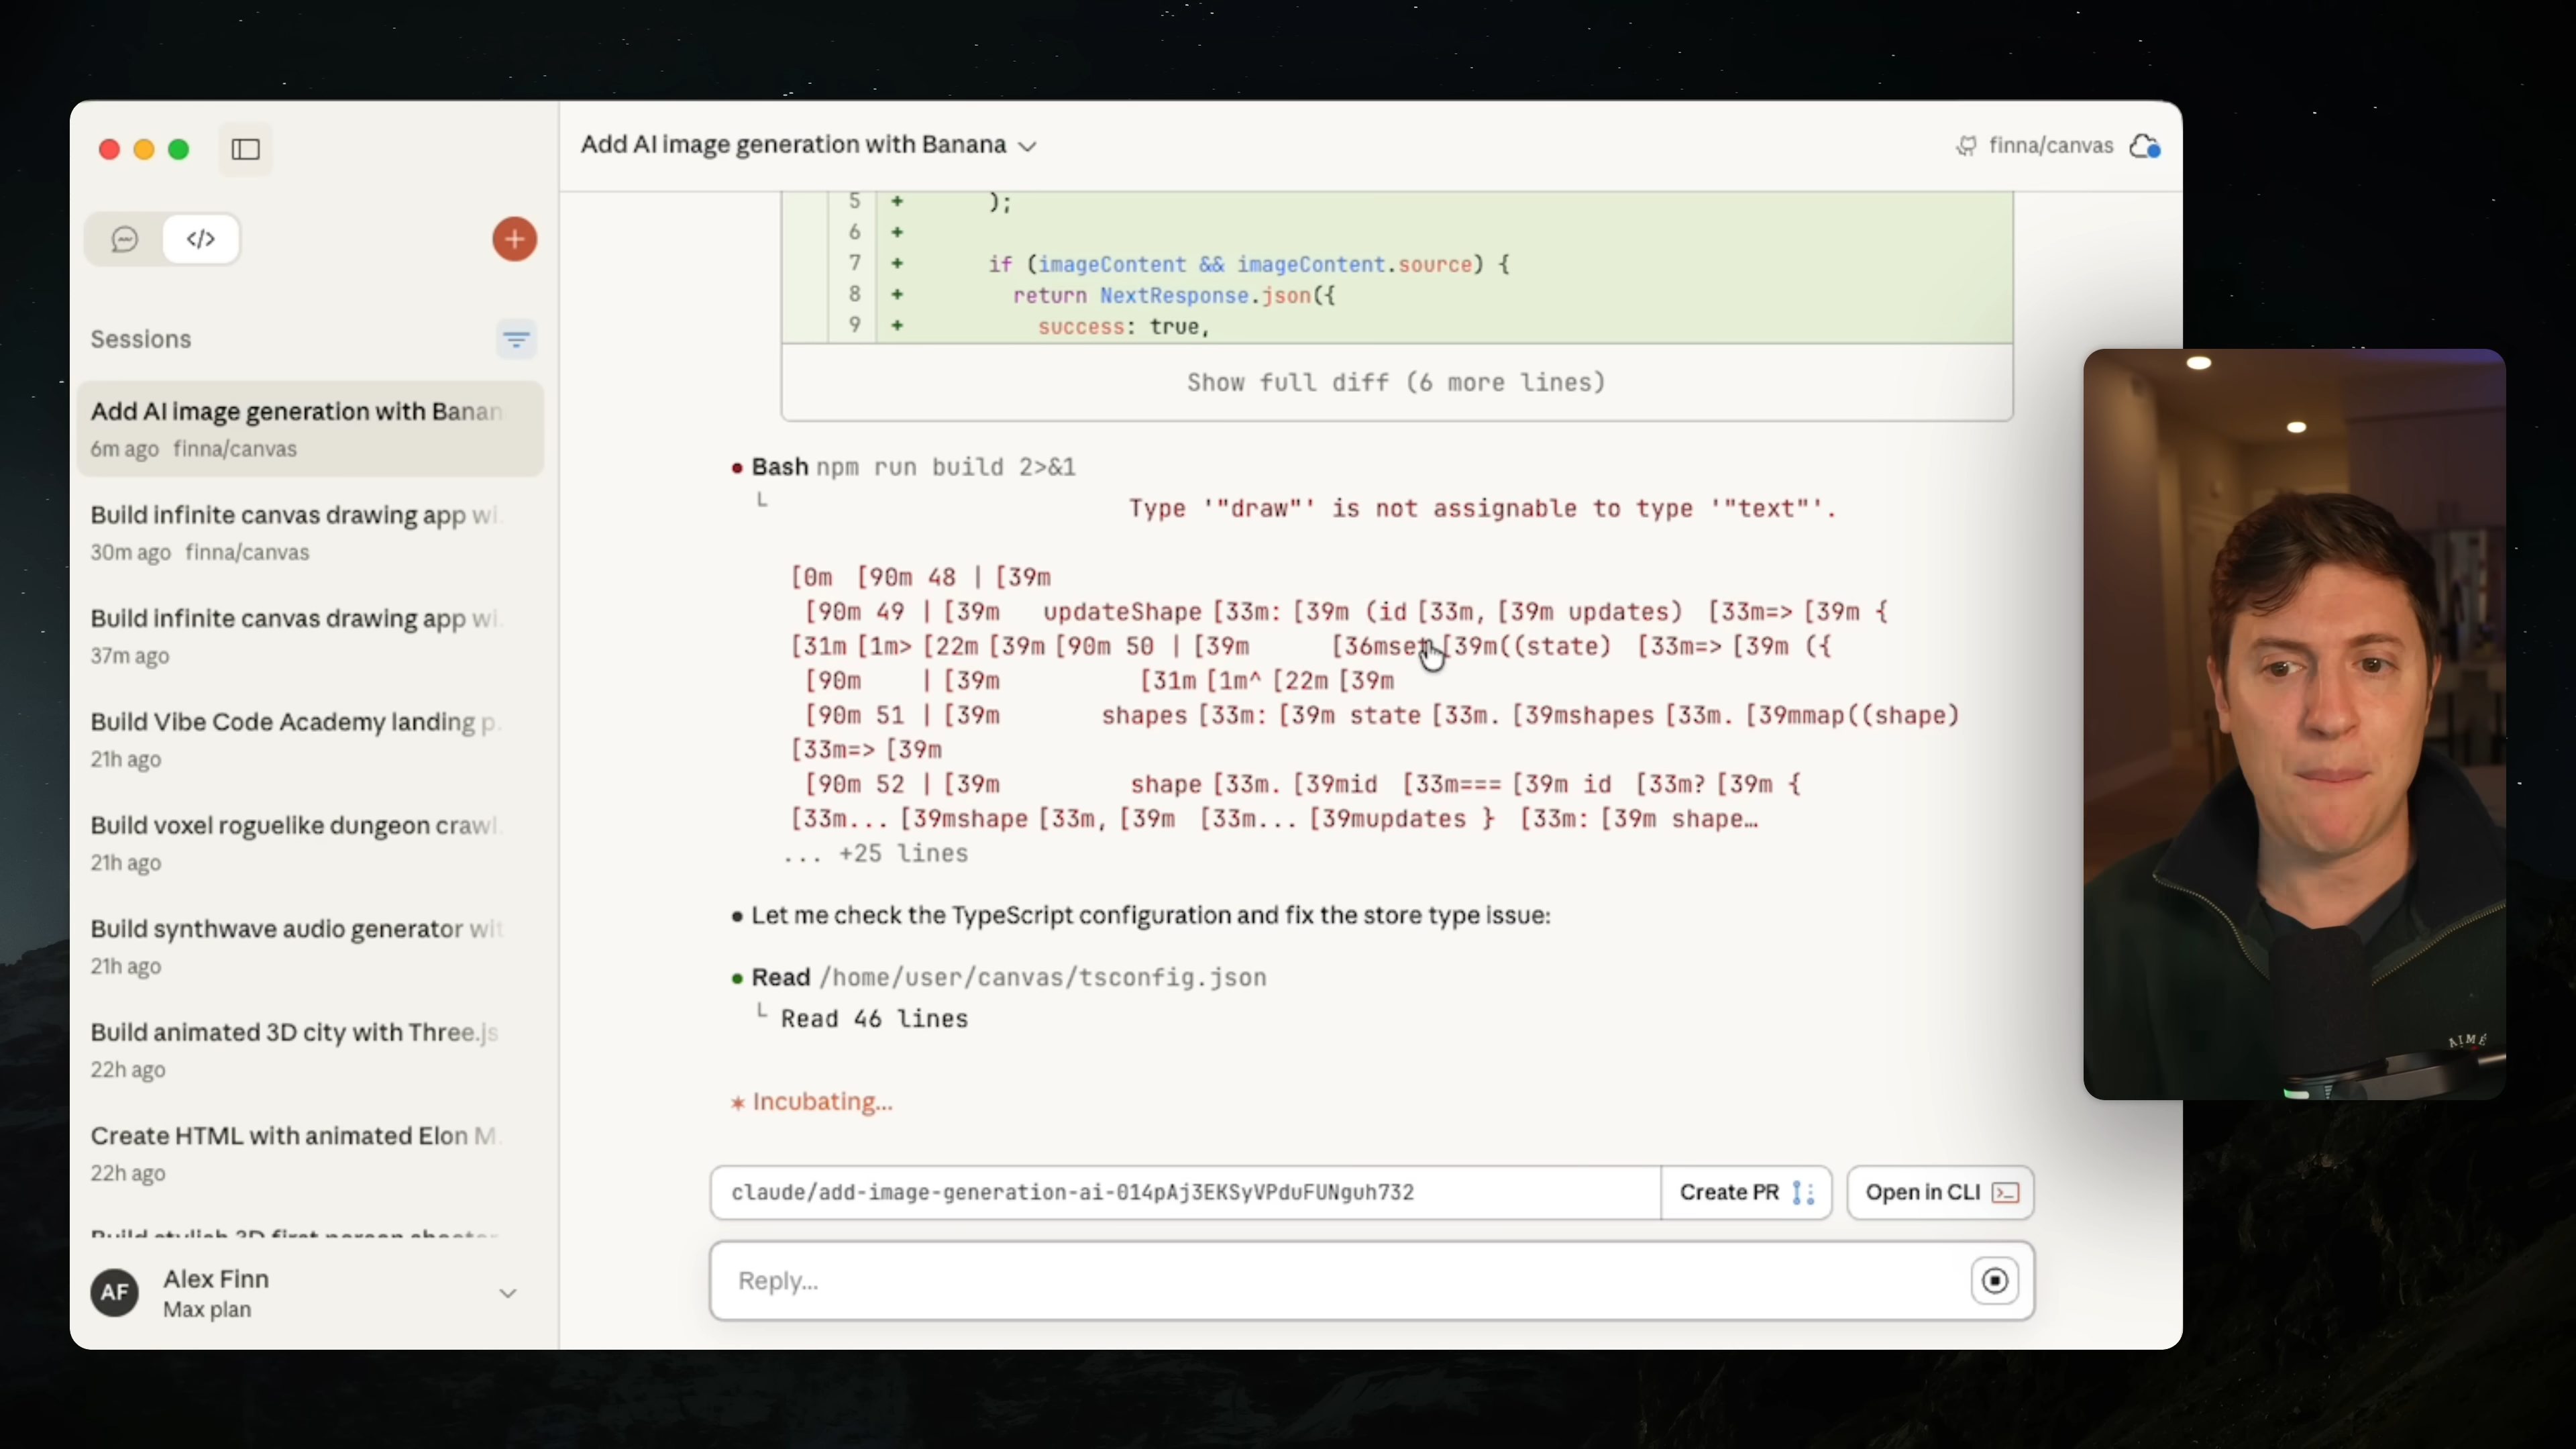 Add AI image generation with Banana
finna/canvas
Sessions
Add AI image generation with Banan
6m ago finna/canvas
Build infinite canvas drawing app wi
30m ago finna/canvas
Build infinite canvas drawing app wi
37m ago
Build Vibe Code Academy landing p
21h ago
Build voxel roguelike dungeon crawl
21h ago
Build synthwave audio generator wit
21h ago
Build animated 3D city with Three.js
22h ago
Create HTML with animated Elon M
22h ago
Build stylish 3D first person shooter
AF
Alex Finn
Max plan
5 + );
6 +
7 + if (imageContent && imageContent.source) {
8 + return NextResponse.json({
9 + success: true,
Show full diff (6 more lines)
Bash npm run build 2>&1
Type '"draw"' is not assignable to type '"text"'.
[0m [90m 48 | [39m
[90m 49 | [39m updateShape [33m: [39m (id [33m, [39m updates) [33m=> [39m {
[31m [1m> [22m [39m [90m 50 | [39m [36mset [39m((state) [33m=> [39m ({
[90m | [39m [31m [1m^ [22m [39m
[90m 51 | [39m shapes [33m: [39m state [33m. [39mshapes [33m. [39mmap((shape)
[33m=> [39m
[90m 52 | [39m shape [33m. [39mid [33m=== [39m id [33m? [39m {
[33m... [39mshape [33m, [39m [33m... [39mupdates } [33m: [39m shape…
... +25 lines
Let me check the TypeScript configuration and fix the store type issue:
Read /home/user/canvas/tsconfig.json
Read 46 lines
Incubating...
claude/add-image-generation-ai-014pAj3EKSyVPduFUNguh732
Create PR
Open in CLI
Reply...
AIMÉ